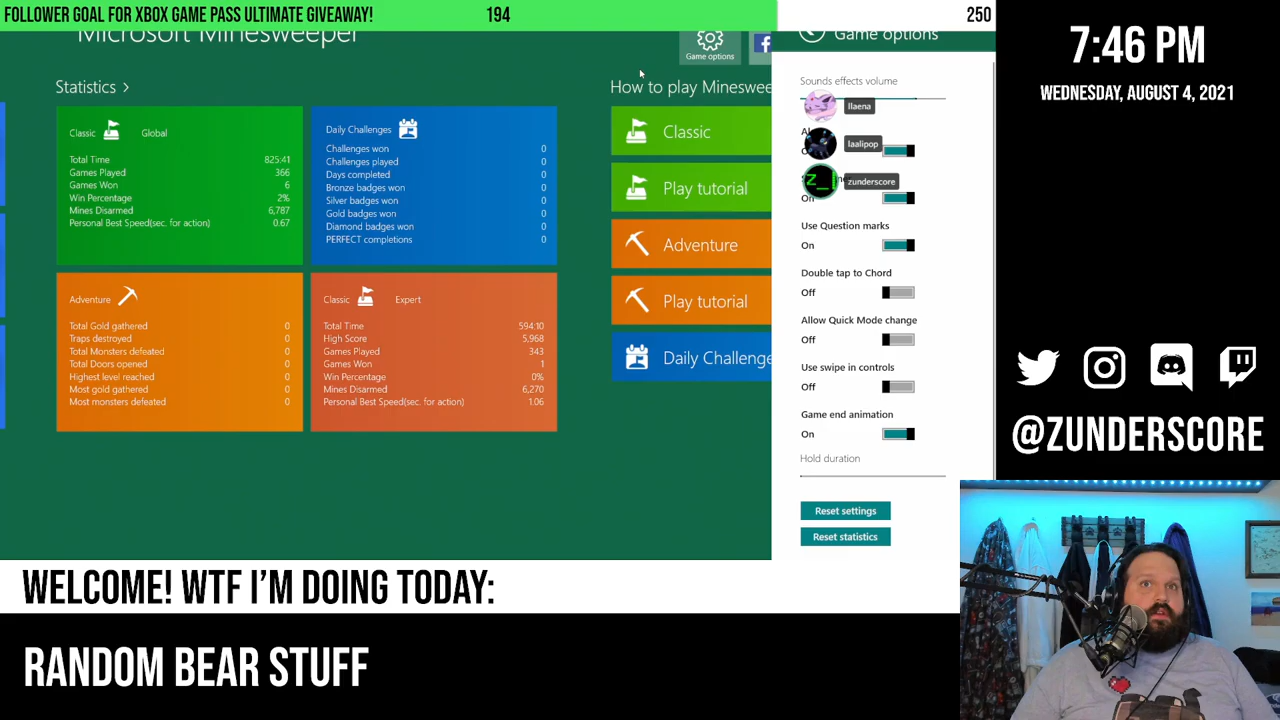 FOLLOWER GOAL FOR XBOX GAME PASS ULTIMATE GIVEAWAY! 194 250
Microsoft Minesweeper
Game options
Statistics >
Classic Global
Total Time 825:41
Games Played 366
Games Won 6
Win Percentage 2%
Mines Disarmed 6,787
Personal Best Speed(sec. for action) 0.67
Daily Challenges
Challenges won 0
Challenges played 0
Days completed 0
Bronze badges won 0
Silver badges won 0
Gold badges won 0
Diamond badges won 0
PERFECT completions 0
Adventure
Total Gold gathered 0
Traps destroyed 0
Total Monsters defeated 0
Total Doors opened 0
Highest level reached 0
Most gold gathered 0
Most monsters defeated 0
Classic Expert
Total Time 594:10
High Score 5,968
Games Played 343
Games Won 1
Win Percentage 0%
Mines Disarmed 6,270
Personal Best Speed(sec. for action) 1.06
How to play Mineswee
Classic
Play tutorial
Adventure
Play tutorial
Daily Challenge
Game options
Sounds effects volume
llaena
laalipop
zunderscore
On
Use Question marks
On
Double tap to Chord
Off
Allow Quick Mode change
Off
Use swipe in controls
Off
Game end animation
On
Hold duration
Reset settings
Reset statistics
7:46 PM
WEDNESDAY, AUGUST 4, 2021
@ZUNDERSCORE
WELCOME! WTF I'M DOING TODAY:
RANDOM BEAR STUFF